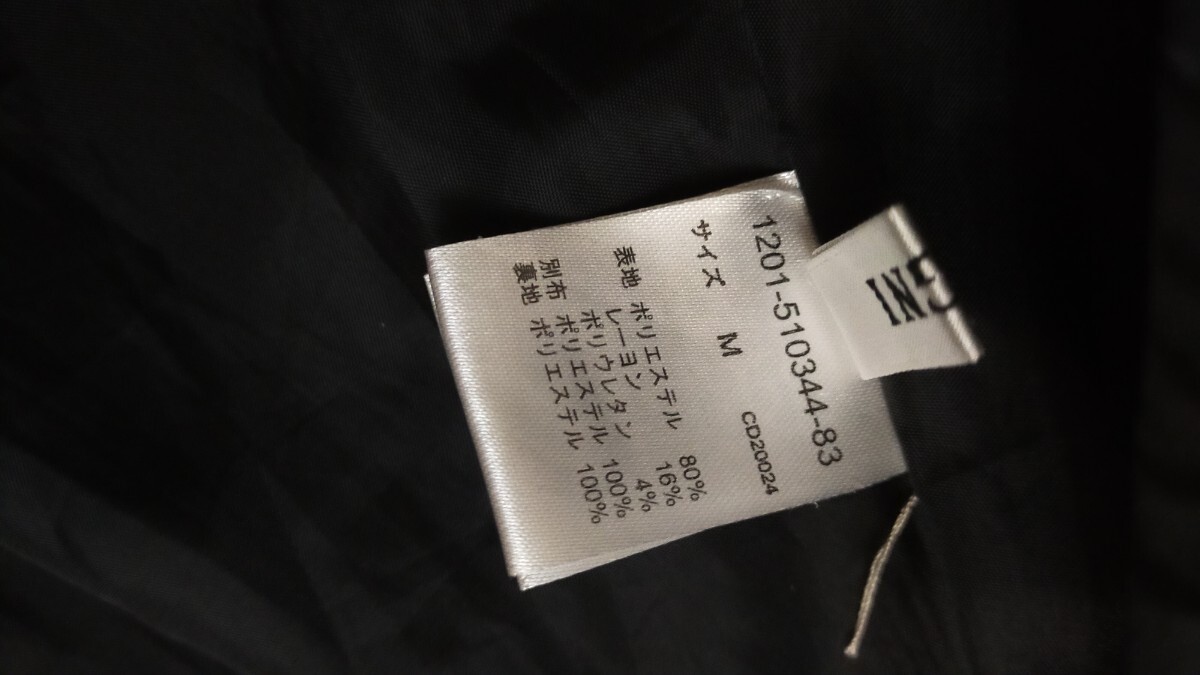 1201-510344-83
CD20024
サイズ M
表地 ポリエステル 80%
レーヨン 16%
ポリウレタン 4%
別布 ポリエステル 100%
裏地 ポリエステル 100%
GNI